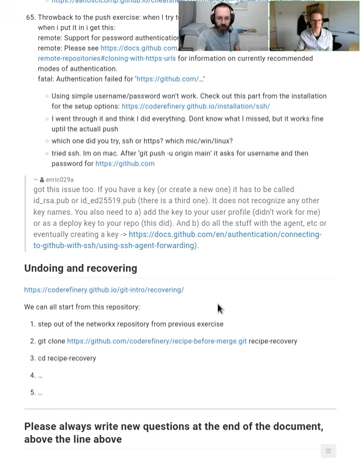 65. Throwback to the push exercise: when I try t
when i put it in i get this:
remote: Support for password authenticatio
remote: Please see https://docs.github.com
remote-repositories#cloning-with-https-urls for information on currently recommended
modes of authentication.
fatal: Authentication failed for 'https://github.com/…'
Using simple username/password won't work. Check out this part from the installation
for the setup options: https://coderefinery.github.io/installation/ssh/
I went through it and think I did everything. Dont know what I missed, but it works fine
until the actuall push
which one did you try, ssh or https? which mic/win/linux?
tried ssh. Im on mac. After 'git push -u origin main' it asks for username and then
password for https://github.com
— enric029a
got this issue too. If you have a key (or create a new one) it has to be called
id_rsa.pub or id_ed25519.pub (there is a third one). It does not recognize any other
key names. You also need to a) add the key to your user profile (didn't work for me)
or as a deploy key to your repo (this did). And b) do all the stuff with the agent, etc or
eventually creating a key -> https://docs.github.com/en/authentication/connecting-
to-github-with-ssh/using-ssh-agent-forwarding).
Undoing and recovering
https://coderefinery.github.io/git-intro/recovering/
We can all start from this repository:
1. step out of the networkx repository from previous exercise
2. git clone https://github.com/coderefinery/recipe-before-merge.git recipe-recovery
3. cd recipe-recovery
4. …
5. …
Please always write new questions at the end of the document,
above the line above